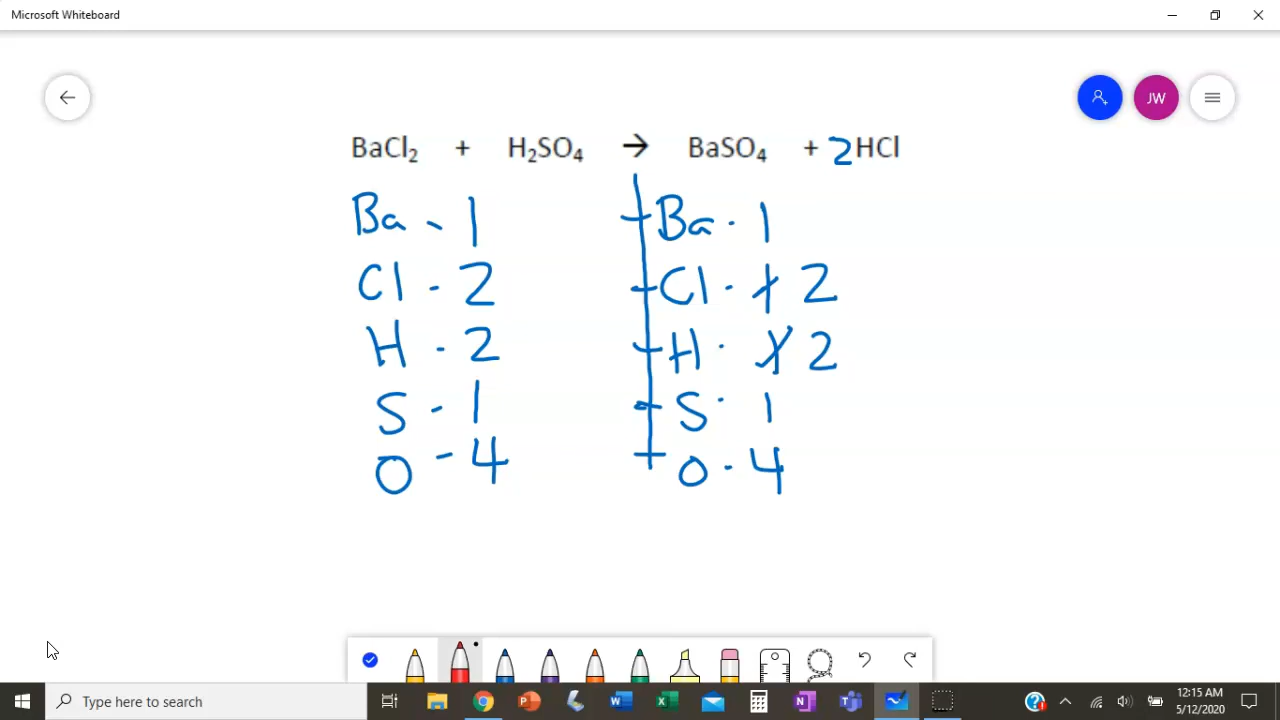 Microsoft Whiteboard
JW
BaCl₂ + H₂SO₄ → BaSO₄ + 2HCl
Ba - 1 Ba - 1
Cl - 2 Cl - 1 2
H - 2 H - 1 2
S - 1 S - 1
O - 4 O - 4
Type here to search
12:15 AM
5/12/2020